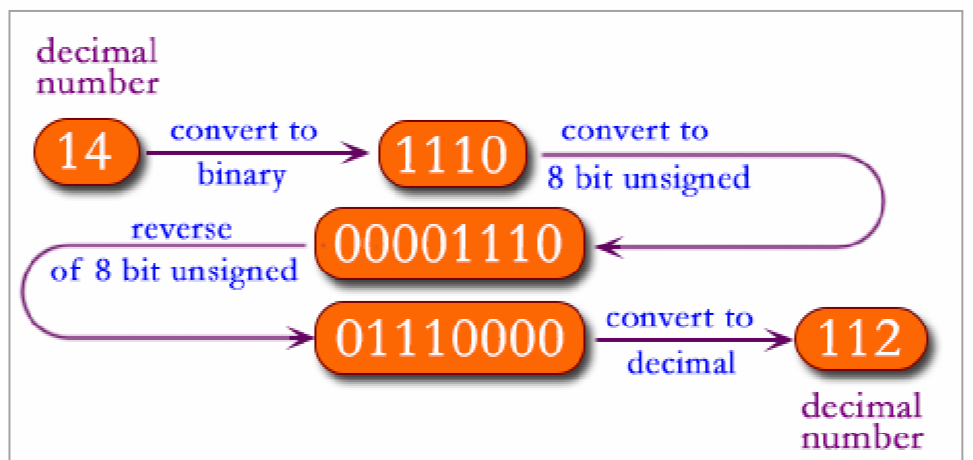 decimal
number
14
convert to
binary
1110
convert to
8 bit unsigned
00001110
reverse
of 8 bit unsigned
01110000
convert to
decimal
112
decimal
number